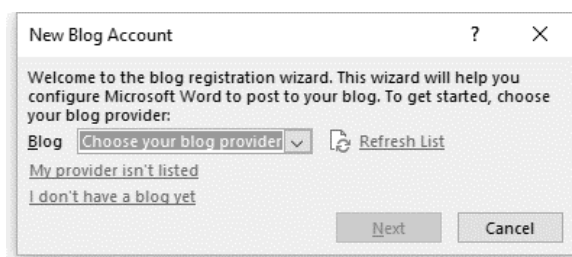 New Blog Account ? ×
Welcome to the blog registration wizard. This wizard will help you
configure Microsoft Word to post to your blog. To get started, choose
your blog provider:
Blog Choose your blog provider Refresh List
My provider isn't listed
I don't have a blog yet
Next Cancel